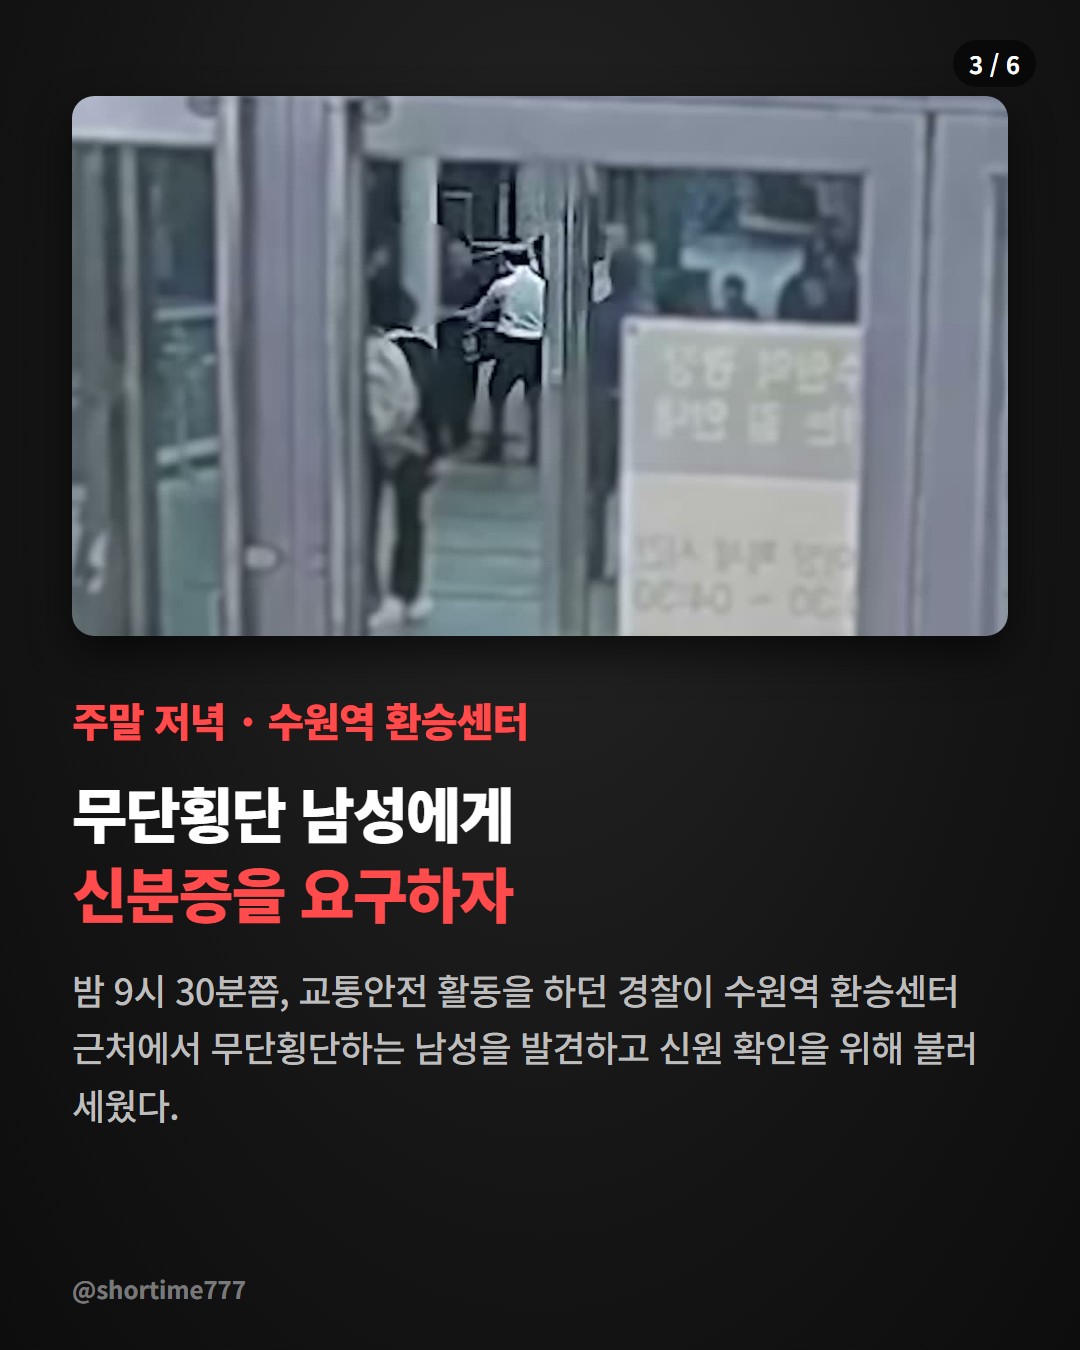 3 / 6
주말 저녁 · 수원역 환승센터
무단횡단 남성에게
신분증을 요구하자
밤 9시 30분쯤, 교통안전 활동을 하던 경찰이 수원역 환승센터
근처에서 무단횡단하는 남성을 발견하고 신원 확인을 위해 불러
세웠다.
@shortime777